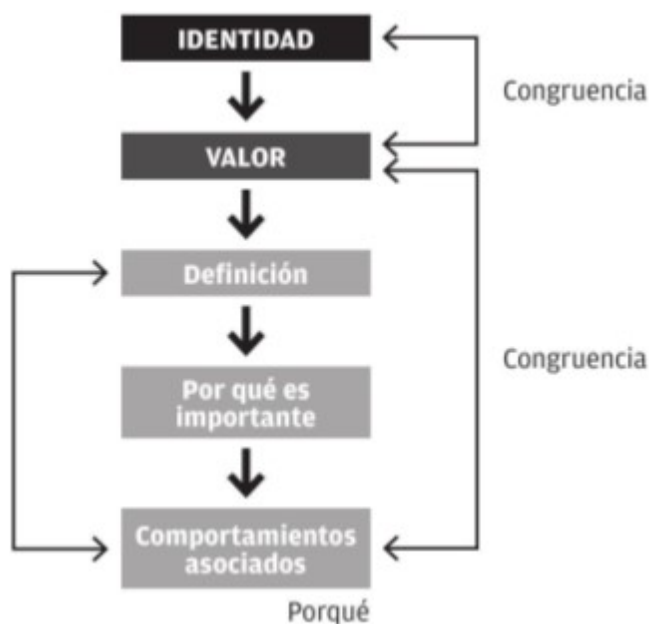 IDENTIDAD
Congruencia
VALOR
Definición
Congruencia
Por qué es
importante
Comportamientos
asociados
Porqué